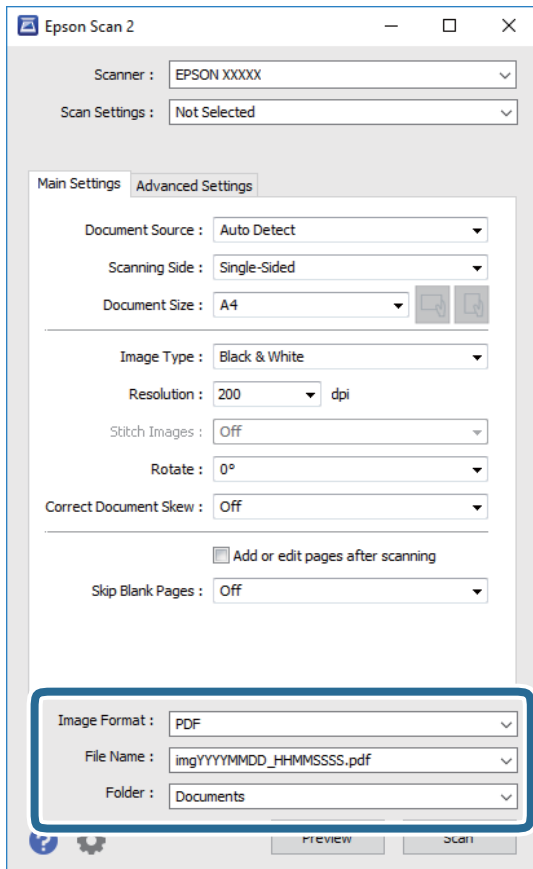 Epson Scan 2
Scanner : EPSON XXXXX
Scan Settings : Not Selected
Main Settings Advanced Settings
Document Source : Auto Detect
Scanning Side : Single-Sided
Document Size : A4
Image Type : Black & White
Resolution : 200 dpi
Stitch Images : Off
Rotate : 0°
Correct Document Skew : Off
Add or edit pages after scanning
Skip Blank Pages : Off
Image Format : PDF
File Name : imgYYYYMMDD_HHMMSSSS.pdf
Folder : Documents
? Preview Scan